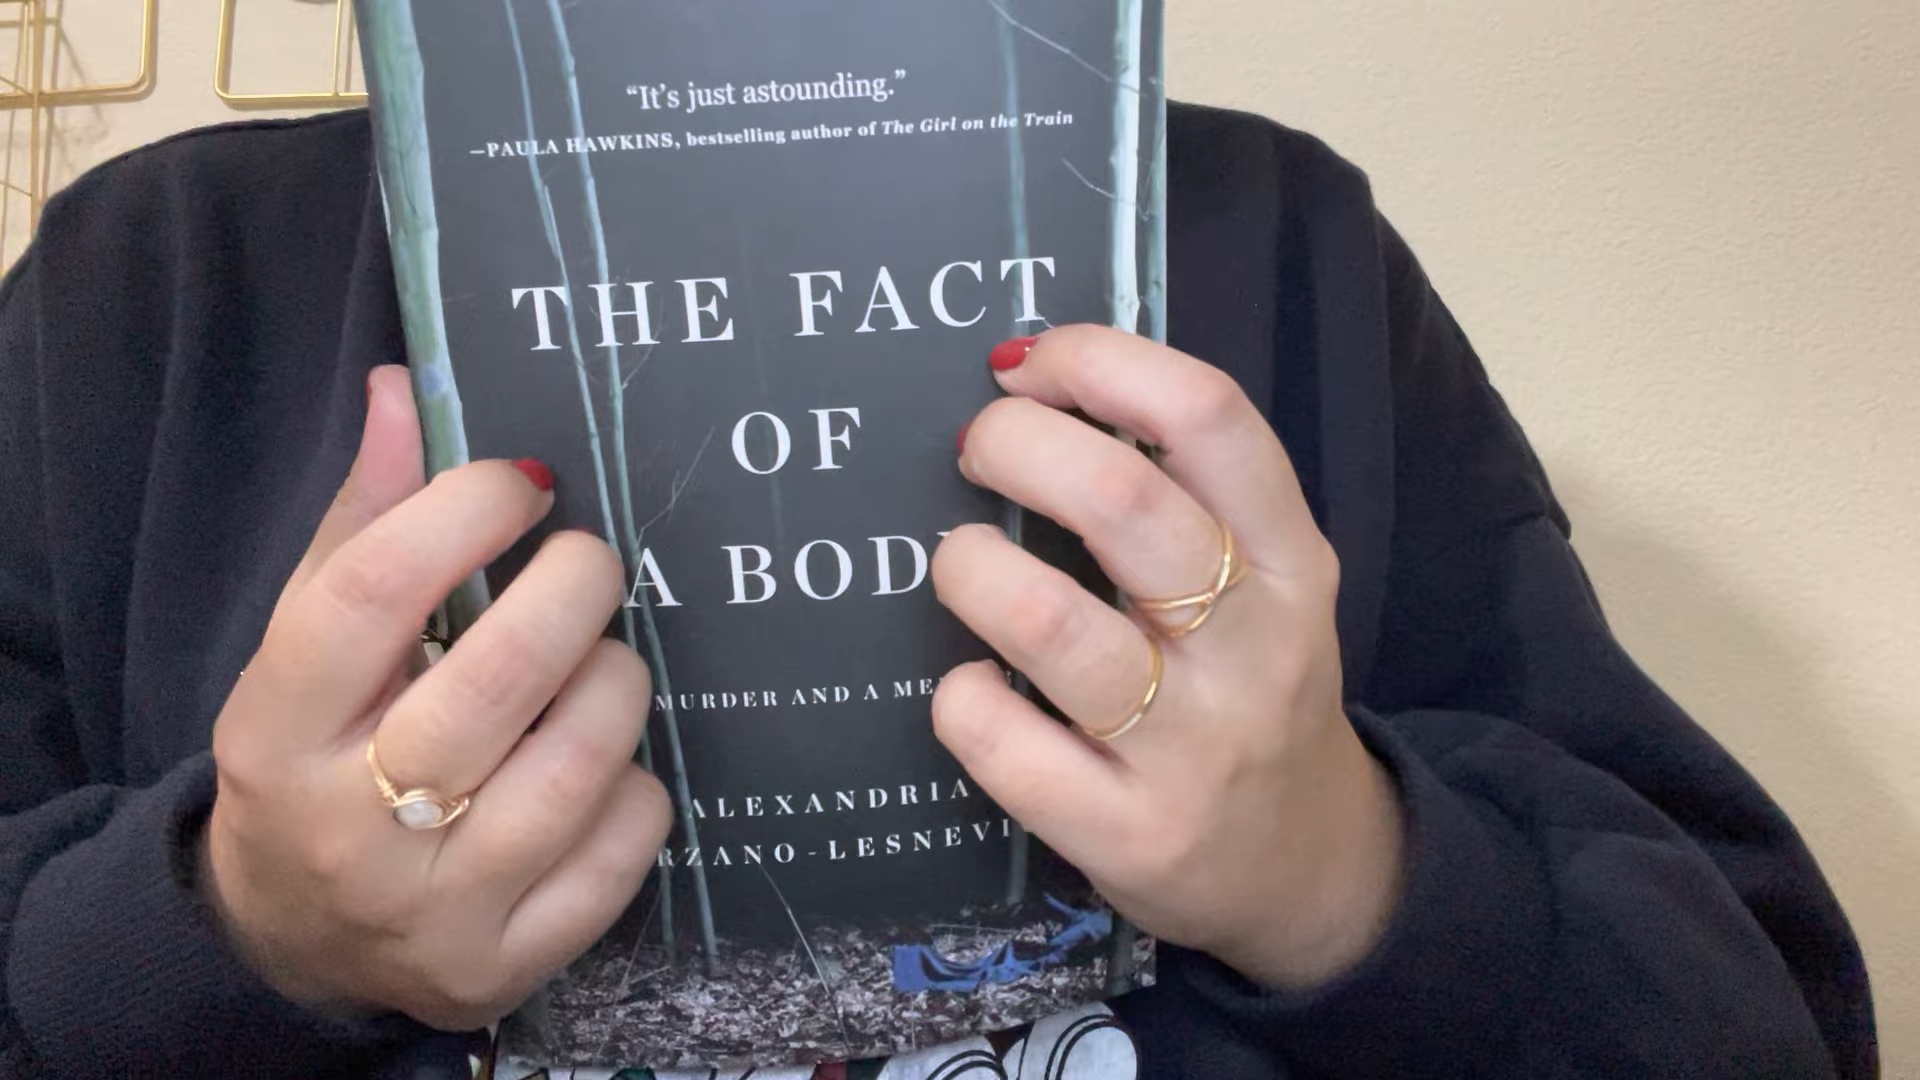 “It’s just astounding.”
—PAULA HAWKINS, bestselling author of The Girl on the Train
THE FACT
OF
A BODY
MURDER AND A ME
ALEXANDRIA
RZANO-LESNEVI